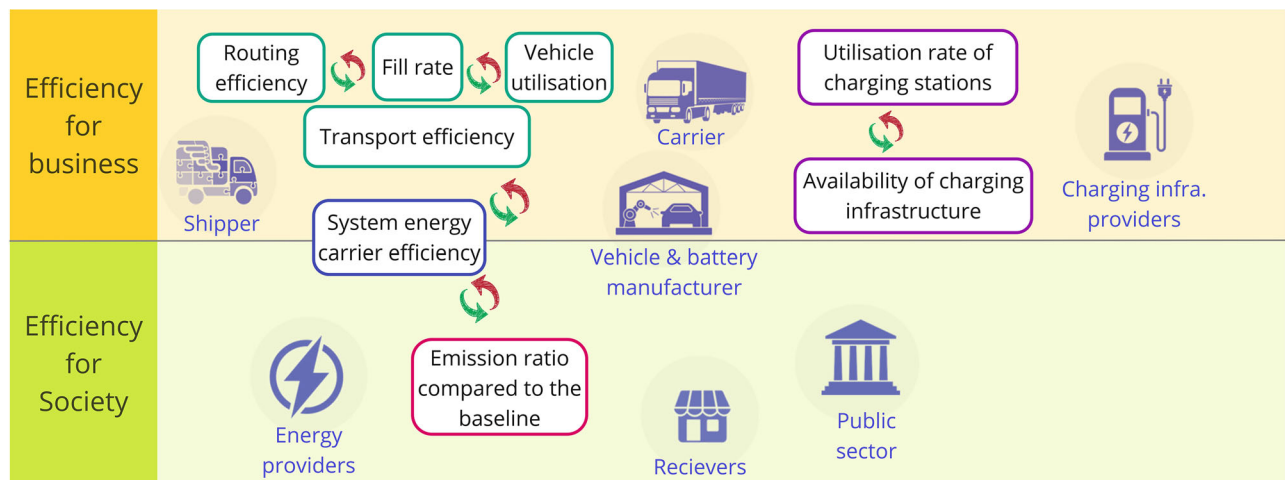 Efficiency
for
business
Routing
efficiency
Fill rate
Vehicle
utilisation
Transport efficiency
Shipper
System energy
carrier efficiency
Carrier
Vehicle & battery
manufacturer
Utilisation rate of
charging stations
Availability of charging
infrastructure
Charging infra.
providers
Efficiency
for
Society
Energy
providers
Emission ratio
compared to the
baseline
Recievers
Public
sector